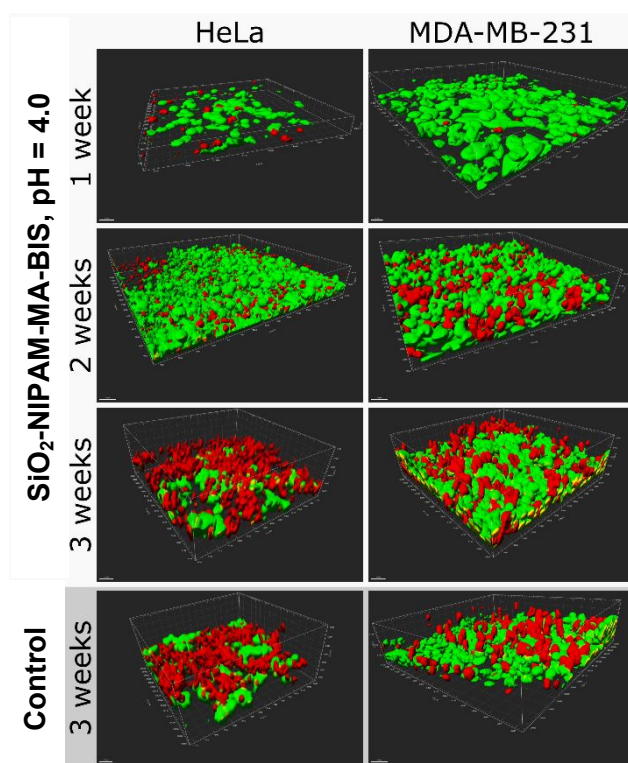 HeLa MDA-MB-231
SiO₂-NIPAM-MA-BIS, pH = 4.0
1 week
2 weeks
3 weeks
Control
3 weeks